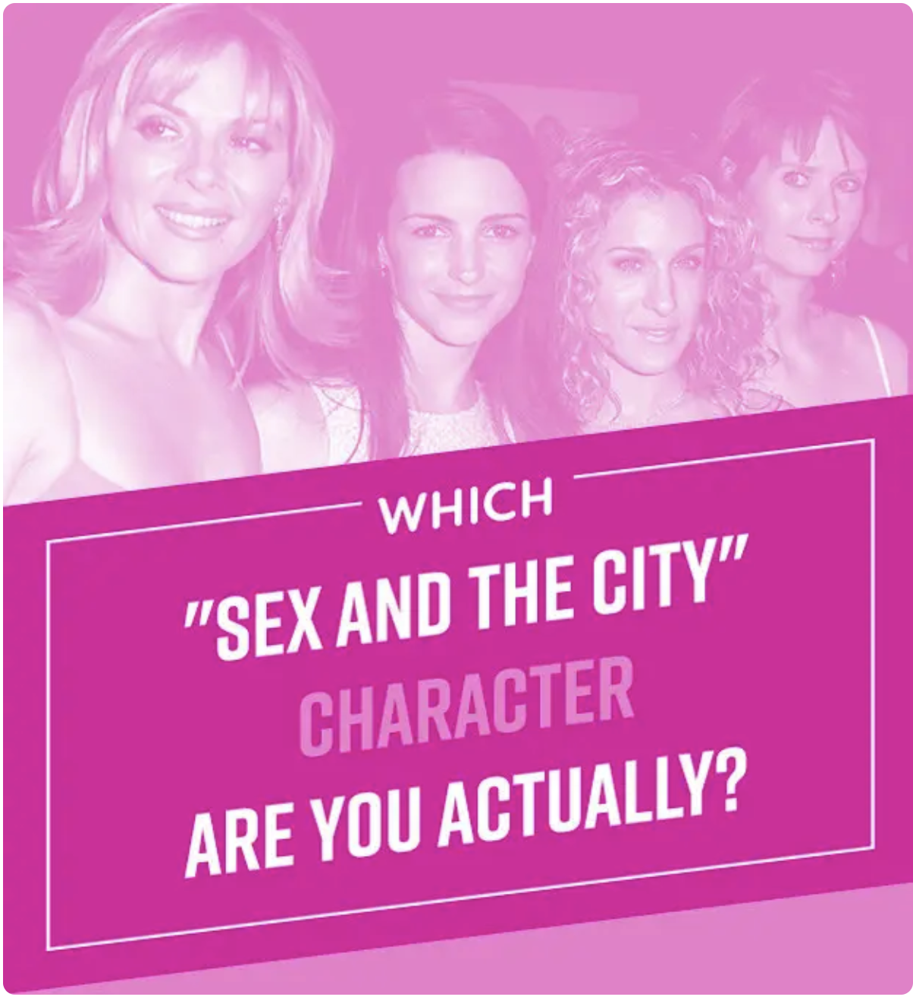 WHICH
"SEX AND THE CITY"
CHARACTER
ARE YOU ACTUALLY?